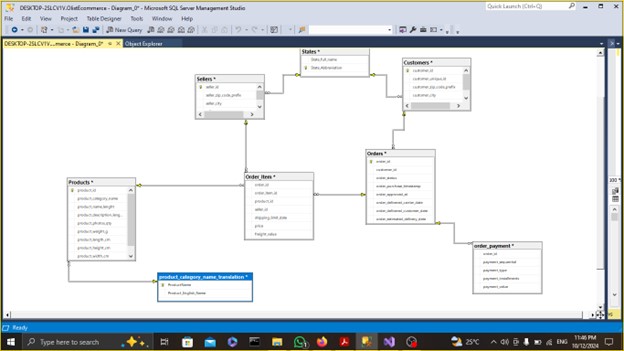 DESKTOP-2SLCV1V.OlistEcommerce - Diagram_0* - Microsoft SQL Server Management Studio
Quick Launch (Ctrl+Q)
File Edit View Project Table Designer Tools Window Help
New Query
DESKTOP-2SLCV1V....merce - Diagram_0*
Object Explorer
States *
State_full_name
State_Abbreviation
Sellers *
seller_id
seller_zip_code_prefix
seller_city
Customers *
customer_id
customer_unique_id
customer_zip_code_prefix
customer_city
Orders *
order_id
customer_id
order_status
order_purchase_timestamp
order_approved_at
order_delivered_carrier_date
order_delivered_customer_date
order_estimated_delivery_date
Order_Item *
order_id
order_item_id
product_id
seller_id
shipping_limit_date
price
freight_value
Products *
product_id
product_category_name
product_name_lenght
product_description_leng...
product_photos_qty
product_weight_g
product_length_cm
product_height_cm
product_width_cm
product_category_name_translation *
Product_English_Name
order_payment *
order_id
payment_sequential
payment_type
payment_installments
payment_value
100 %
Ready
Type here to search
25°C
ENG
11:46 PM
10/12/2024